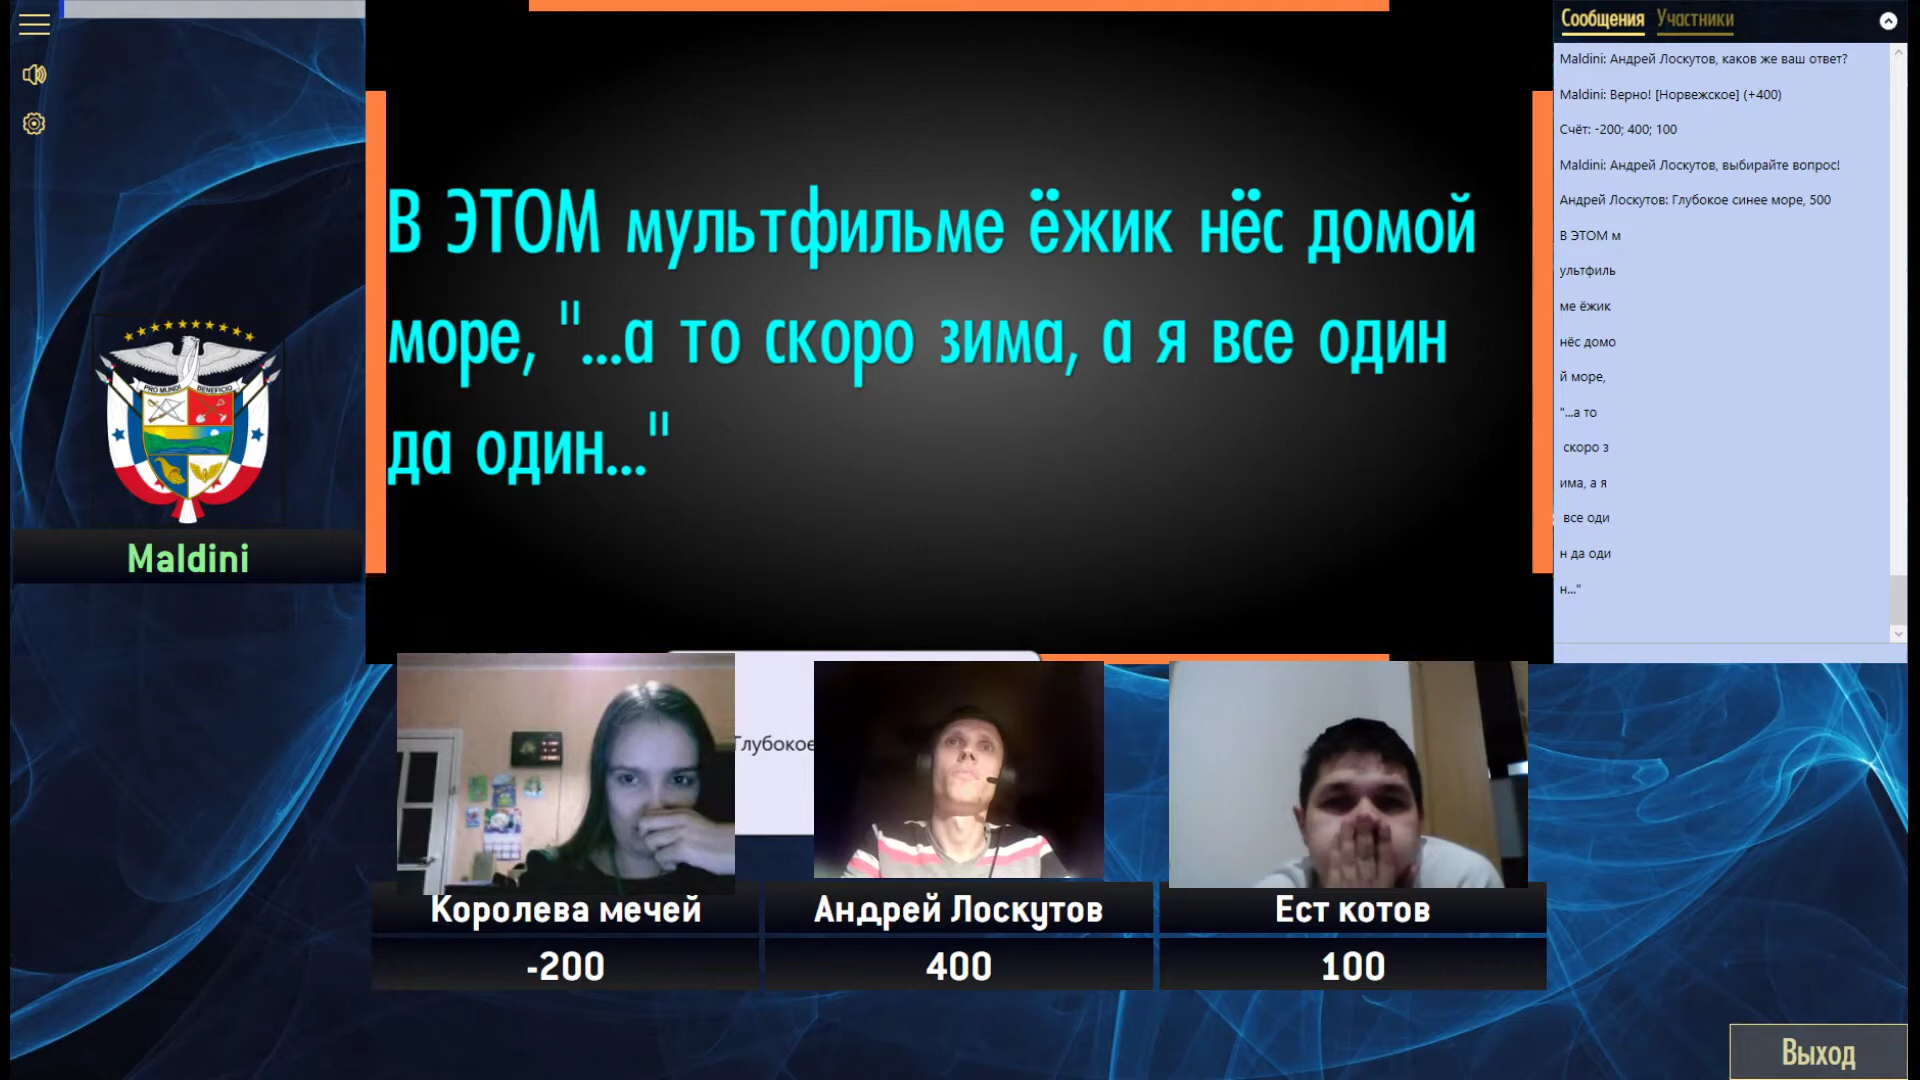 В ЭТОМ мультфильме ёжик нёс домой
море, "...а то скоро зима, а я все один
да один..."
PRO MUNDI BENEFICIO
Maldini
Сообщения Участники
Maldini: Андрей Лоскутов, каков же ваш ответ?
Maldini: Верно! [Норвежское] (+400)
Счёт: -200; 400; 100
Maldini: Андрей Лоскутов, выбирайте вопрос!
Андрей Лоскутов: Глубокое синее море, 500
В ЭТОМ м
ультфиль
ме ёжик
нёс домо
й море,
"...а то
скоро з
има, а я
все оди
н да оди
н..."
Глубокое
Королева мечей
-200
Андрей Лоскутов
400
Ест котов
100
Выход